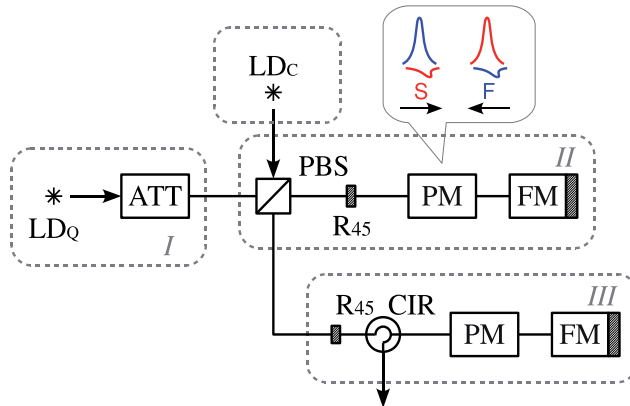 LDC
S F
PBS II
ATT
LDQ I
R45 PM FM
R45 CIR III
PM FM